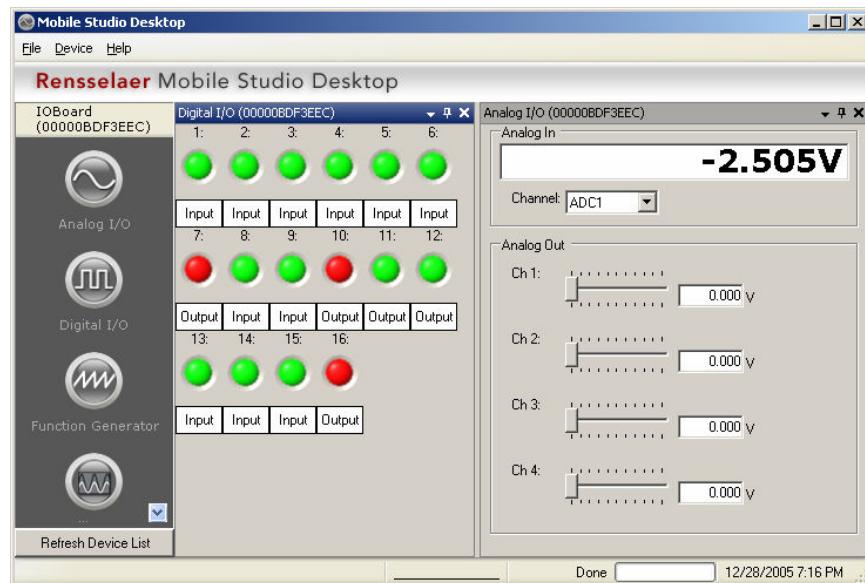 Mobile Studio Desktop
File Device Help
Rensselaer Mobile Studio Desktop
IOBoard
(00000BDF3EEC)
Analog I/O
Digital I/O
Function Generator
...
Refresh Device List
Digital I/O (00000BDF3EEC)
1: 2: 3: 4: 5: 6:
Input Input Input Input Input Input
7: 8: 9: 10: 11: 12:
Output Input Input Output Output Output
13: 14: 15: 16:
Input Input Input Output
Analog I/O (00000BDF3EEC)
Analog In
-2.505V
Channel: ADC1
Analog Out
Ch 1: 0.000 V
Ch 2: 0.000 V
Ch 3: 0.000 V
Ch 4: 0.000 V
Done 12/28/2005 7:16 PM